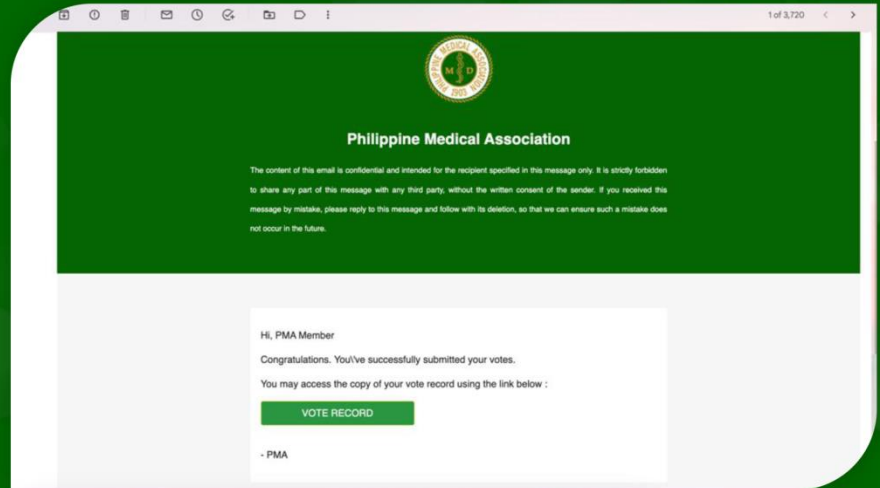 1 of 3,720
PHILIPPINE MEDICAL ASSOCIATION
M D
1903
Philippine Medical Association
The content of this email is confidential and intended for the recipient specified in this message only. It is strictly forbidden
to share any part of this message with any third party, without the written consent of the sender. If you received this
message by mistake, please reply to this message and follow with its deletion, so that we can ensure such a mistake does
not occur in the future.
Hi, PMA Member
Congratulations. You\'ve successfully submitted your votes.
You may access the copy of your vote record using the link below :
VOTE RECORD
- PMA